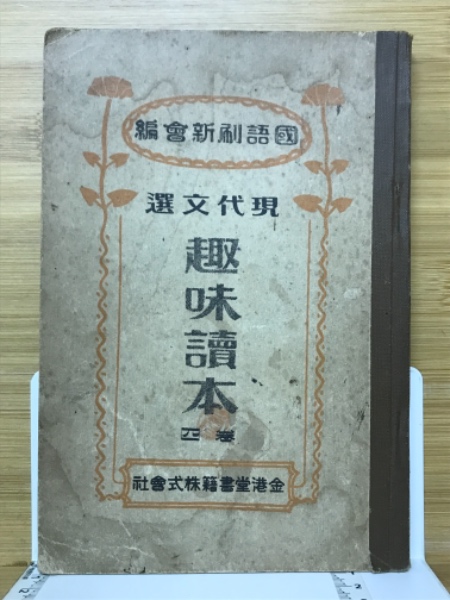 國語刷新會編
現代文選
趣味讀本
卷四
金港堂書籍株式會社